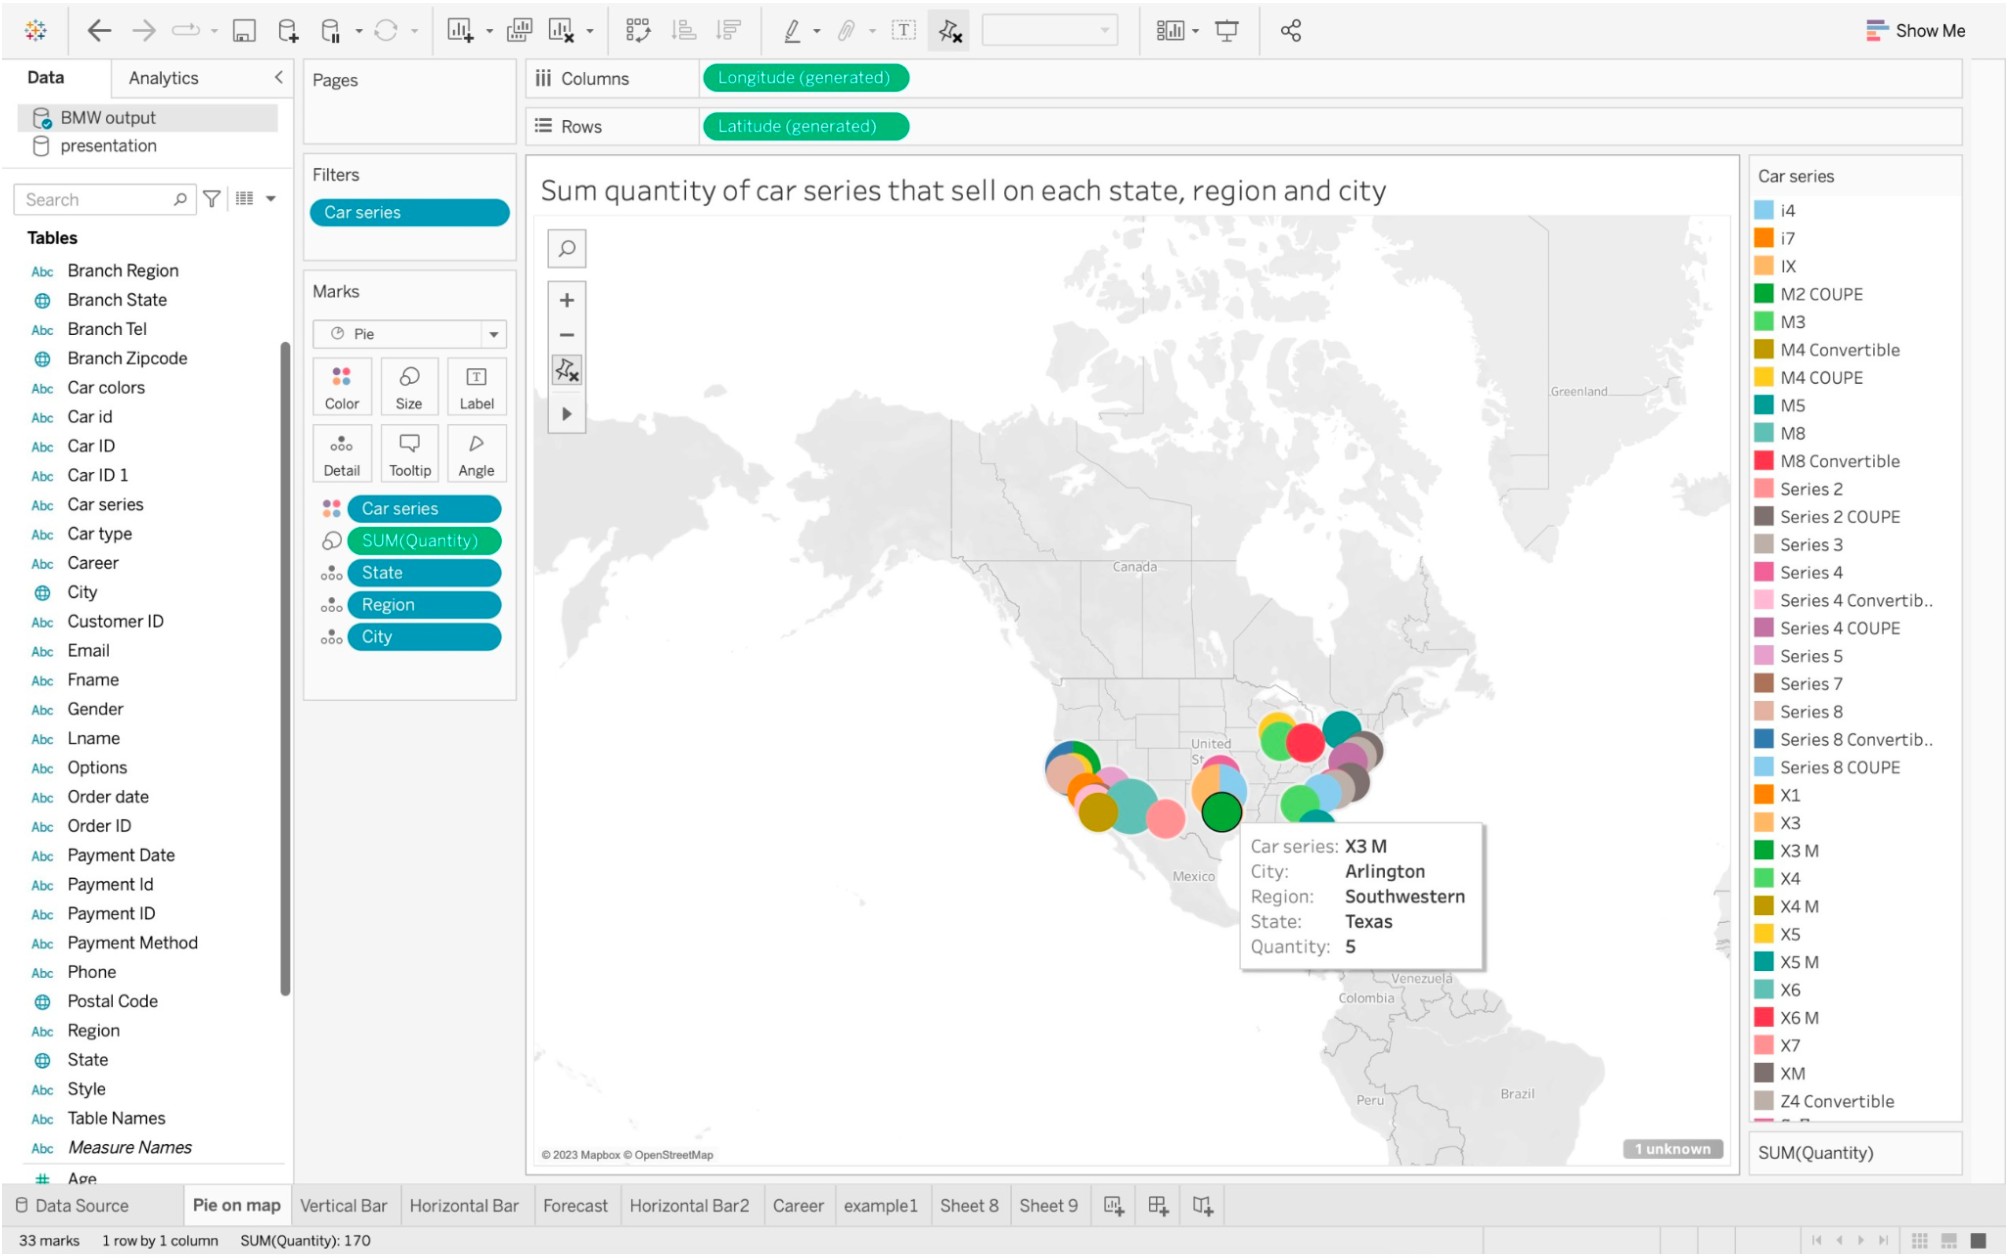 Show Me
Data
Analytics
BMW output
presentation
Search
Tables
Abc Branch Region
Branch State
Abc Branch Tel
Branch Zipcode
Abc Car colors
Abc Car id
Abc Car ID
Abc Car ID 1
Abc Car series
Abc Car type
Abc Career
City
Abc Customer ID
Abc Email
Abc Fname
Abc Gender
Abc Lname
Abc Options
Abc Order date
Abc Order ID
Abc Payment Date
Abc Payment Id
Abc Payment ID
Abc Payment Method
Abc Phone
Postal Code
Abc Region
State
Abc Style
Abc Table Names
Abc Measure Names
# Age
Pages
Filters
Car series
Marks
Pie
Color
Size
Label
Detail
Tooltip
Angle
Car series
SUM(Quantity)
State
Region
City
Columns
Longitude (generated)
Rows
Latitude (generated)
Sum quantity of car series that sell on each state, region and city
Greenland
Canada
United
St
Mexico
Car series: X3 M
City: Arlington
Region: Southwestern
State: Texas
Quantity: 5
Venezuela
Colombia
Brazil
Peru
© 2023 Mapbox © OpenStreetMap
1 unknown
Car series
i4
i7
IX
M2 COUPE
M3
M4 Convertible
M4 COUPE
M5
M8
M8 Convertible
Series 2
Series 2 COUPE
Series 3
Series 4
Series 4 Convertib..
Series 4 COUPE
Series 5
Series 7
Series 8
Series 8 Convertib..
Series 8 COUPE
X1
X3
X3 M
X4
X4 M
X5
X5 M
X6
X6 M
X7
XM
Z4 Convertible
SUM(Quantity)
Data Source
Pie on map
Vertical Bar
Horizontal Bar
Forecast
Horizontal Bar2
Career
example1
Sheet 8
Sheet 9
33 marks
1 row by 1 column
SUM(Quantity): 170